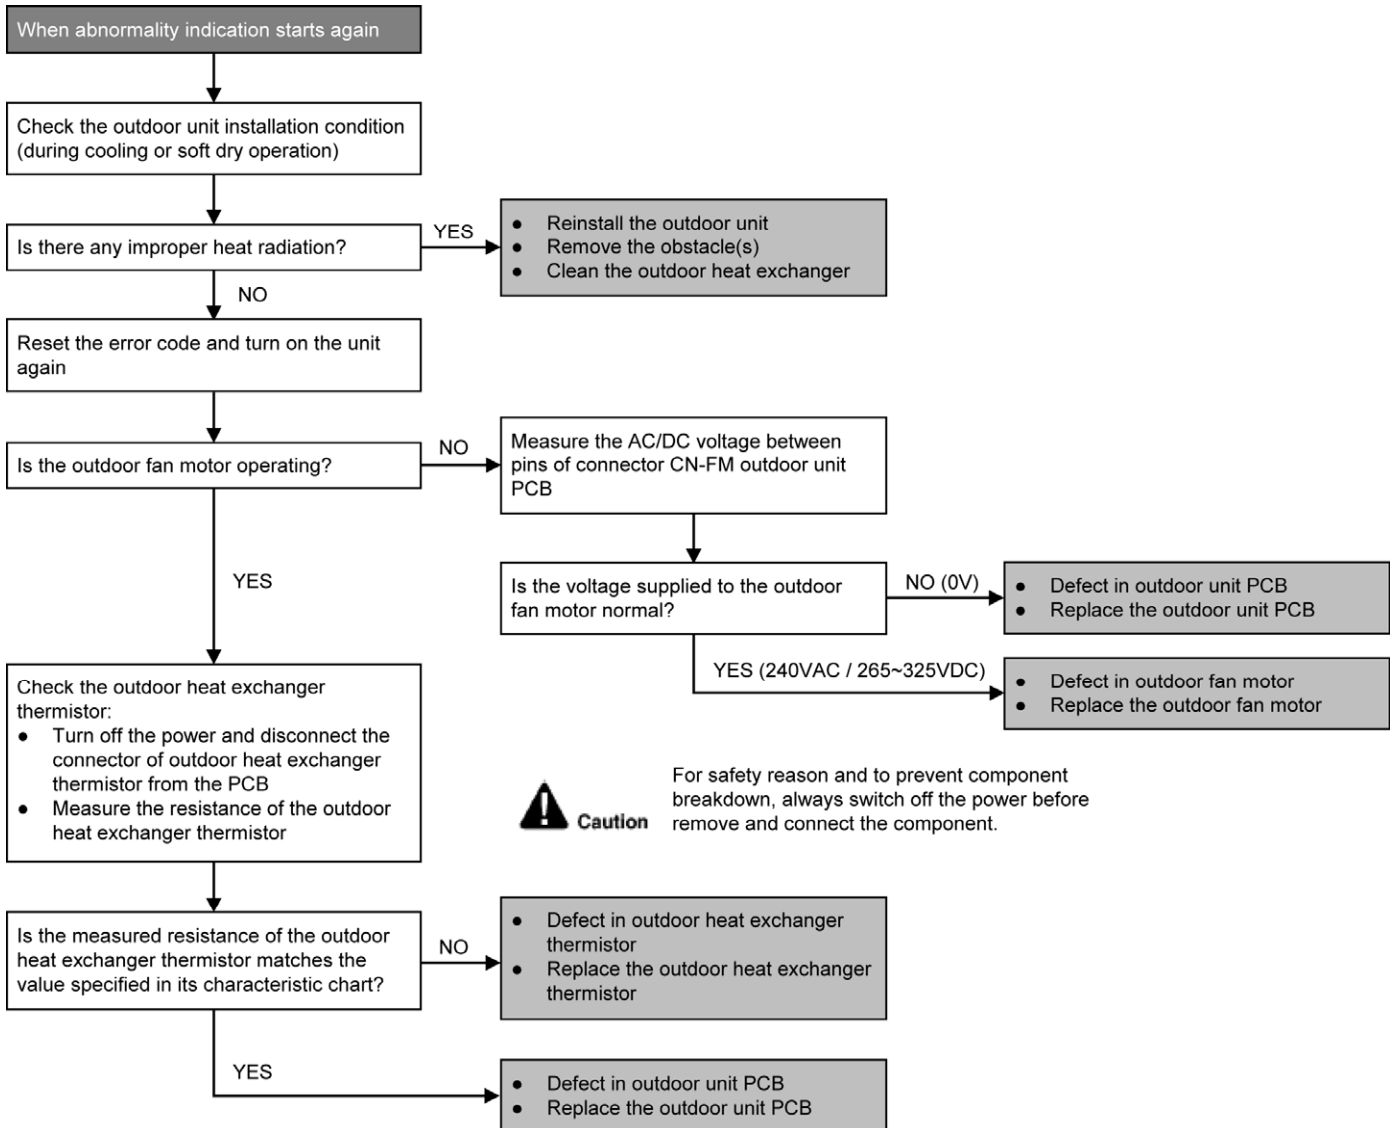 When abnormality indication starts again
Check the outdoor unit installation condition
(during cooling or soft dry operation)
Is there any improper heat radiation?
YES
● Reinstall the outdoor unit
● Remove the obstacle(s)
● Clean the outdoor heat exchanger
NO
Reset the error code and turn on the unit
again
Is the outdoor fan motor operating?
NO
Measure the AC/DC voltage between
pins of connector CN-FM outdoor unit
PCB
YES
Is the voltage supplied to the outdoor
fan motor normal?
NO (0V)
● Defect in outdoor unit PCB
● Replace the outdoor unit PCB
YES (240VAC / 265~325VDC)
● Defect in outdoor fan motor
● Replace the outdoor fan motor
Check the outdoor heat exchanger
thermistor:
● Turn off the power and disconnect the
connector of outdoor heat exchanger
thermistor from the PCB
● Measure the resistance of the outdoor
heat exchanger thermistor
Caution
For safety reason and to prevent component
breakdown, always switch off the power before
remove and connect the component.
Is the measured resistance of the outdoor
heat exchanger thermistor matches the
value specified in its characteristic chart?
NO
● Defect in outdoor heat exchanger
thermistor
● Replace the outdoor heat exchanger
thermistor
YES
● Defect in outdoor unit PCB
● Replace the outdoor unit PCB